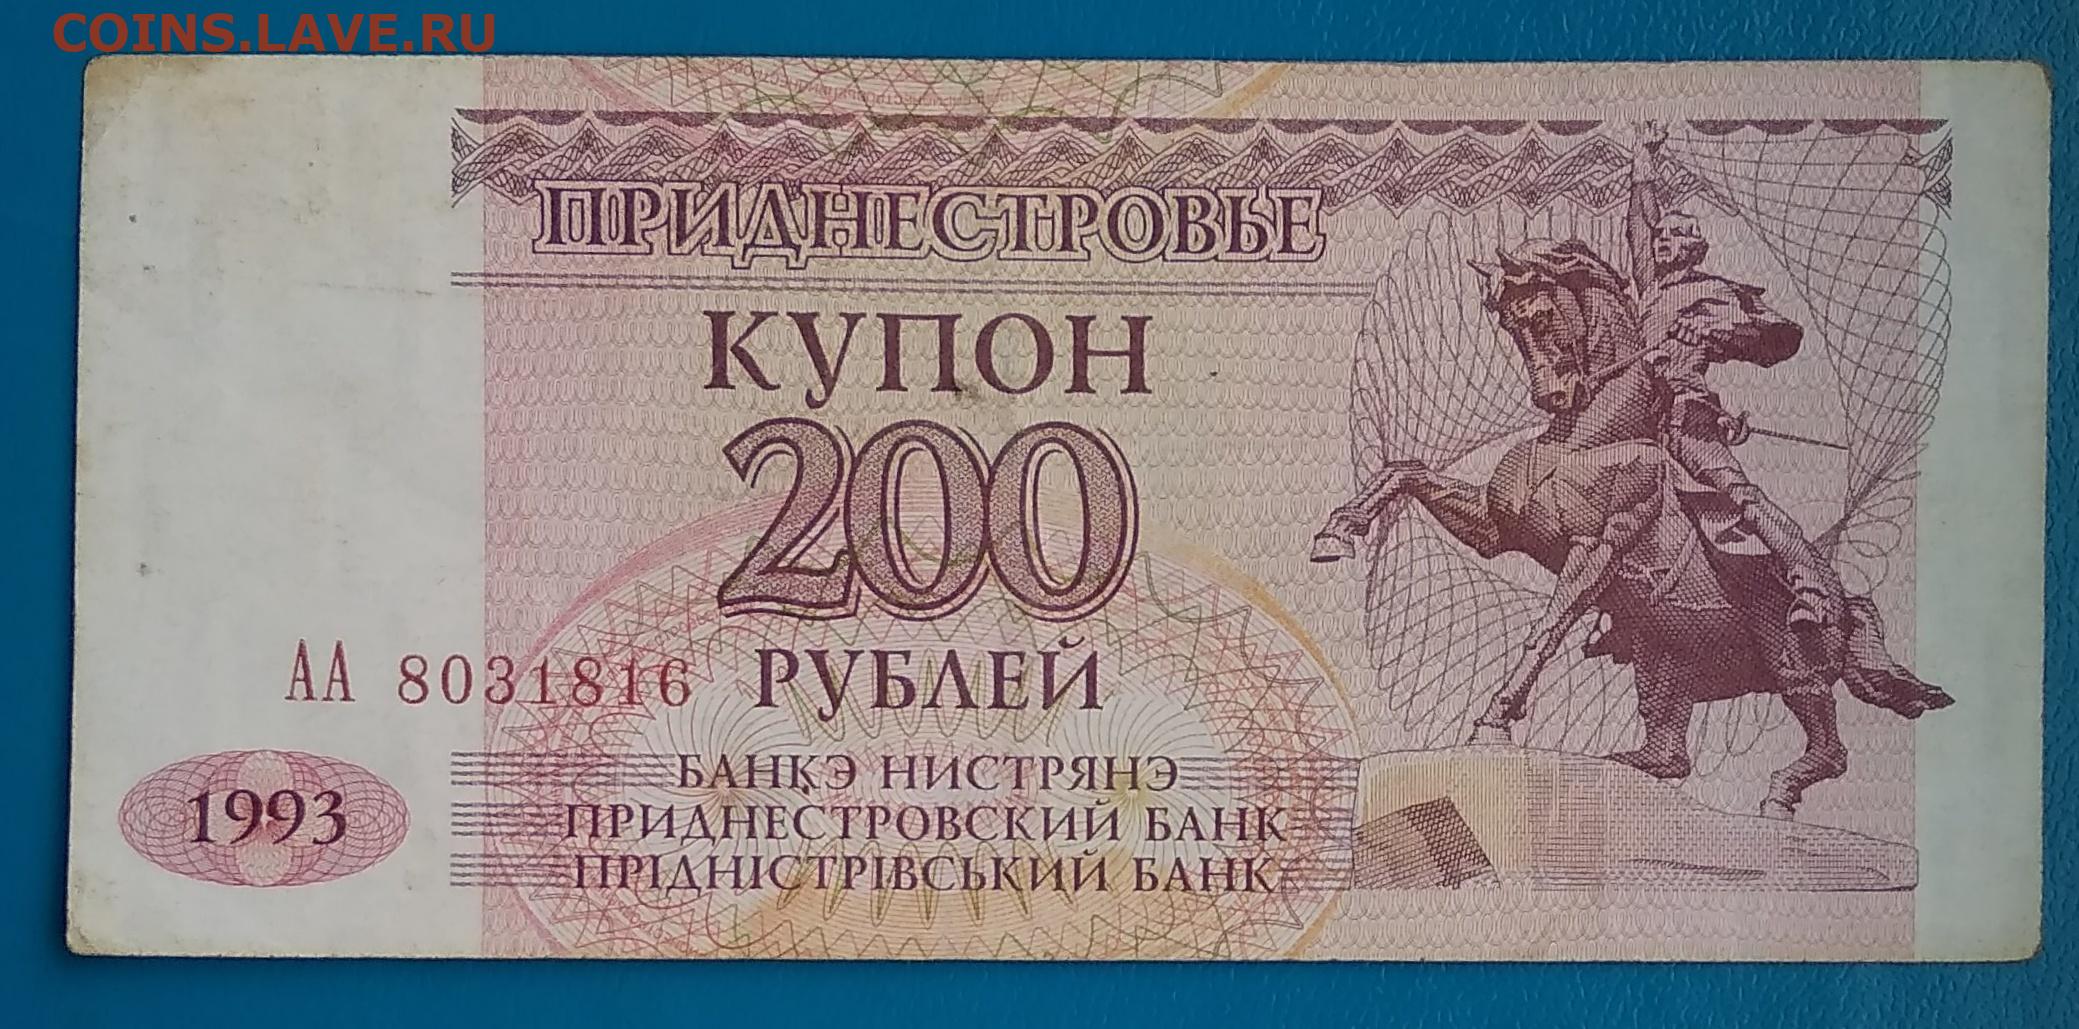 COINS.LAVE.RU
ПРИДНЕСТРОВЬЕ
КУПОН
200
РУБЛЕЙ
АА 8031816
1993
БАНКЭ НИСТРЯНЭ
ПРИДНЕСТРОВСКИЙ БАНК
ПРІДНІСТРІВСЬКИЙ БАНК